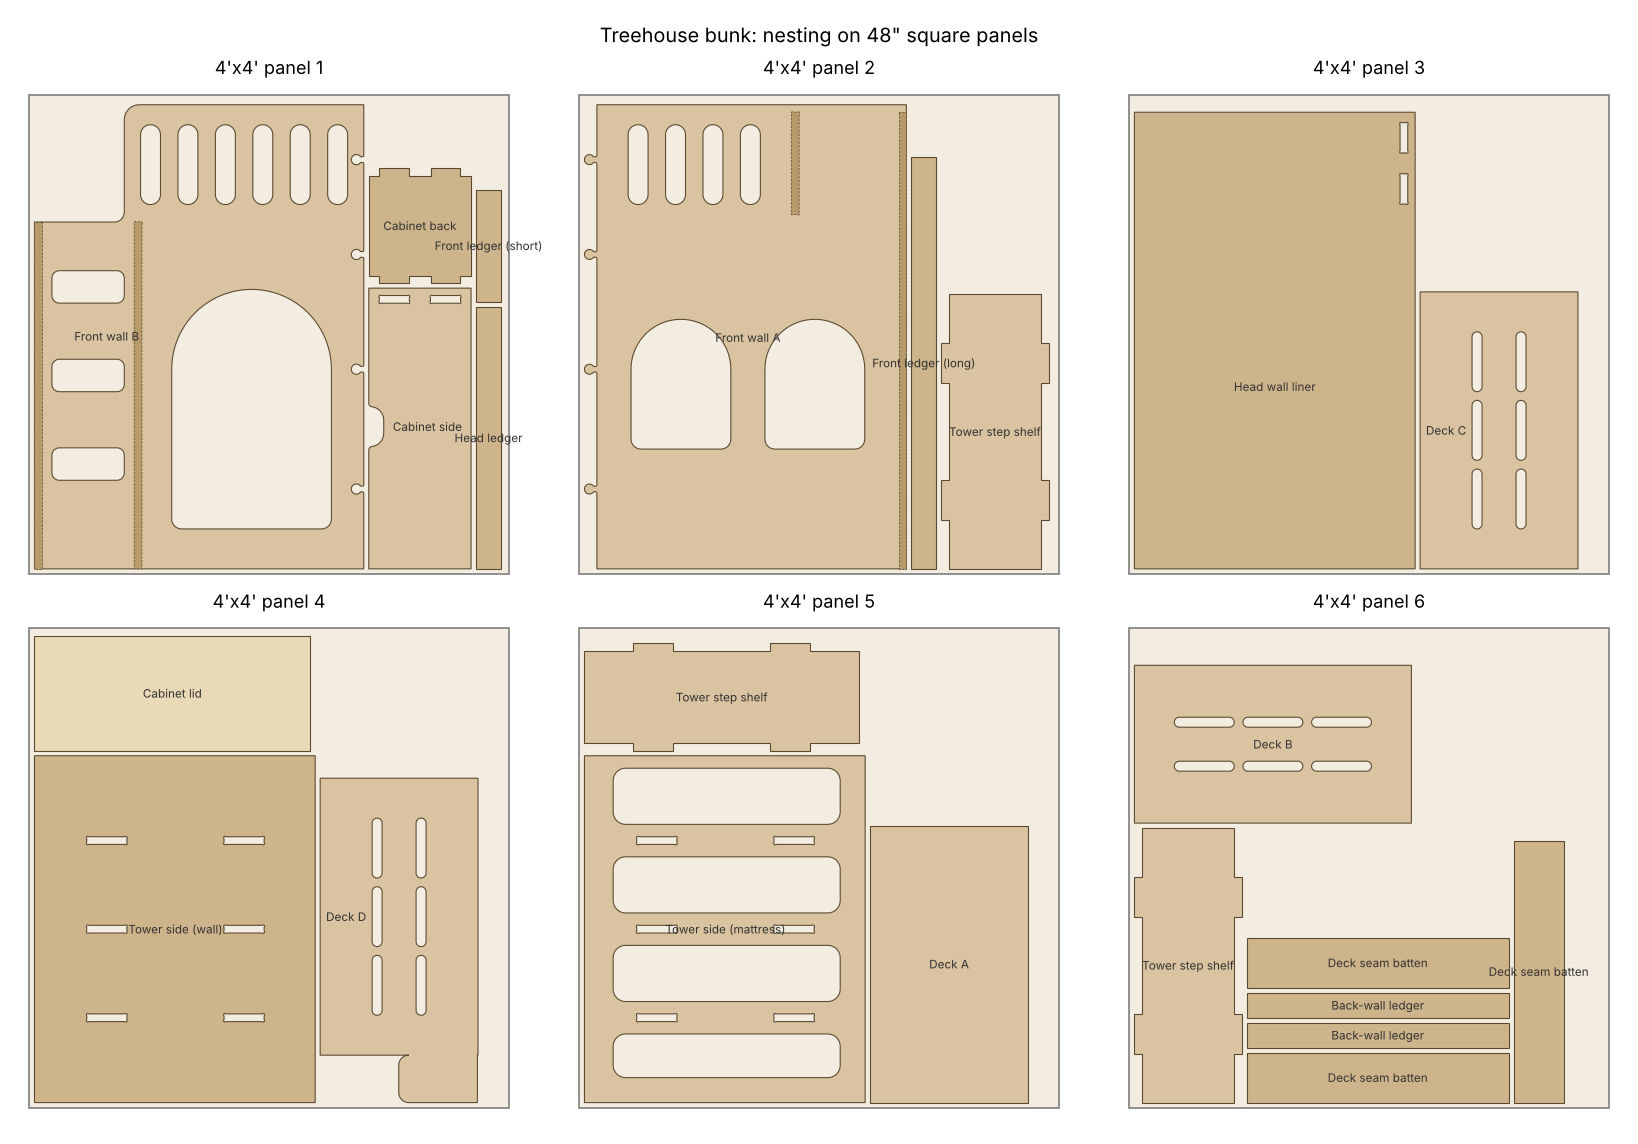 Treehouse bunk: nesting on 48" square panels
4'x4' panel 1
4'x4' panel 2
4'x4' panel 3
Cabinet back
Front ledger (short)
Front wall B
Cabinet side
Head ledger
Front wall A
Front ledger (long)
Tower step shelf
Head wall liner
Deck C
4'x4' panel 4
4'x4' panel 5
4'x4' panel 6
Cabinet lid
Tower side (wall)
Deck D
Tower step shelf
Tower side (mattress)
Deck A
Deck B
Tower step shelf
Deck seam batten
Deck seam batten
Back-wall ledger
Back-wall ledger
Deck seam batten